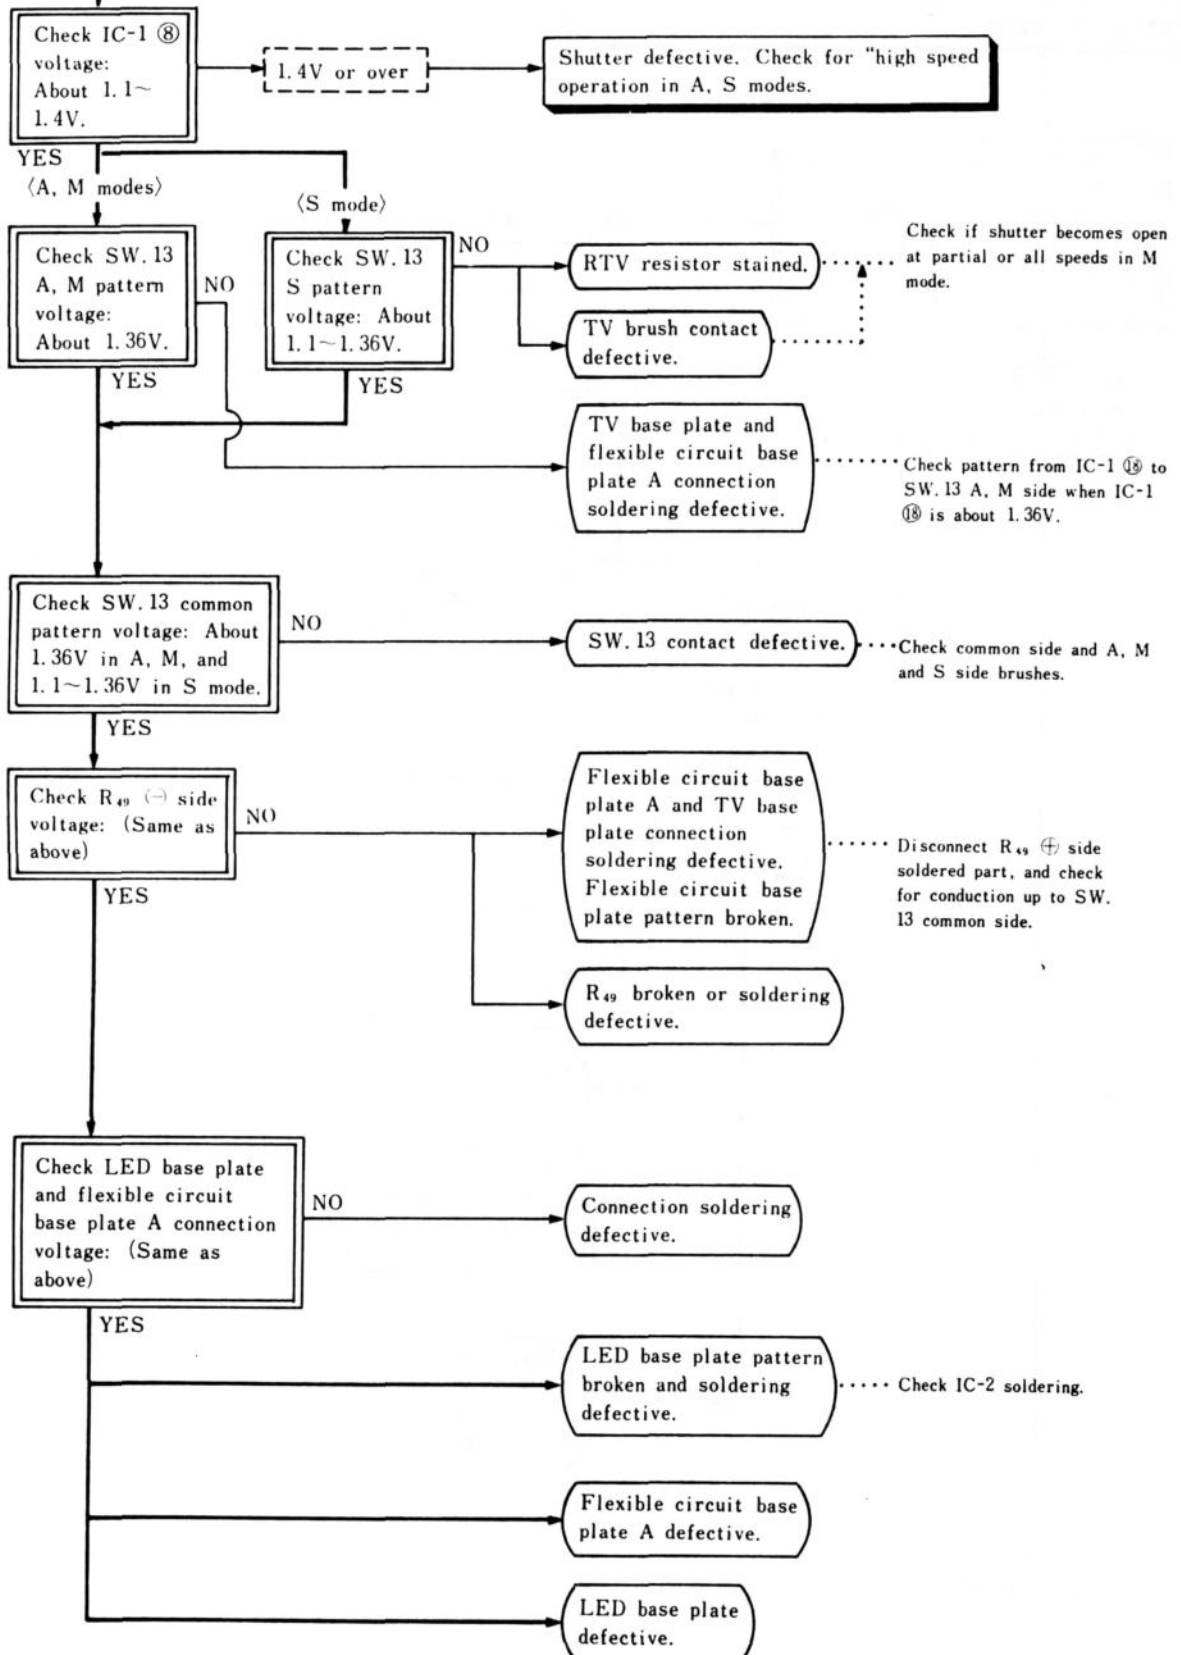 Check IC-1 ⑧
voltage:
About 1.1~
1.4V.
1.4V or over
Shutter defective. Check for "high speed
operation in A, S modes.
YES
〈A, M modes〉
〈S mode〉
Check SW.13
A, M pattern
voltage:
About 1.36V.
NO
YES
Check SW.13
S pattern
voltage: About
1.1~1.36V.
NO
YES
RTV resistor stained.
Check if shutter becomes open
at partial or all speeds in M
mode.
TV brush contact
defective.
TV base plate and
flexible circuit base
plate A connection
soldering defective.
Check pattern from IC-1 ⑱ to
SW.13 A, M side when IC-1
⑱ is about 1.36V.
Check SW.13 common
pattern voltage: About
1.36V in A, M, and
1.1~1.36V in S mode.
NO
YES
SW.13 contact defective.
Check common side and A, M
and S side brushes.
Check R49 ⊖ side
voltage: (Same as
above)
NO
YES
Flexible circuit base
plate A and TV base
plate connection
soldering defective.
Flexible circuit base
plate pattern broken.
Disconnect R49 ⊕ side
soldered part, and check
for conduction up to SW.
13 common side.
R49 broken or soldering
defective.
Check LED base plate
and flexible circuit
base plate A connection
voltage: (Same as
above)
NO
YES
Connection soldering
defective.
LED base plate pattern
broken and soldering
defective.
Check IC-2 soldering.
Flexible circuit base
plate A defective.
LED base plate
defective.